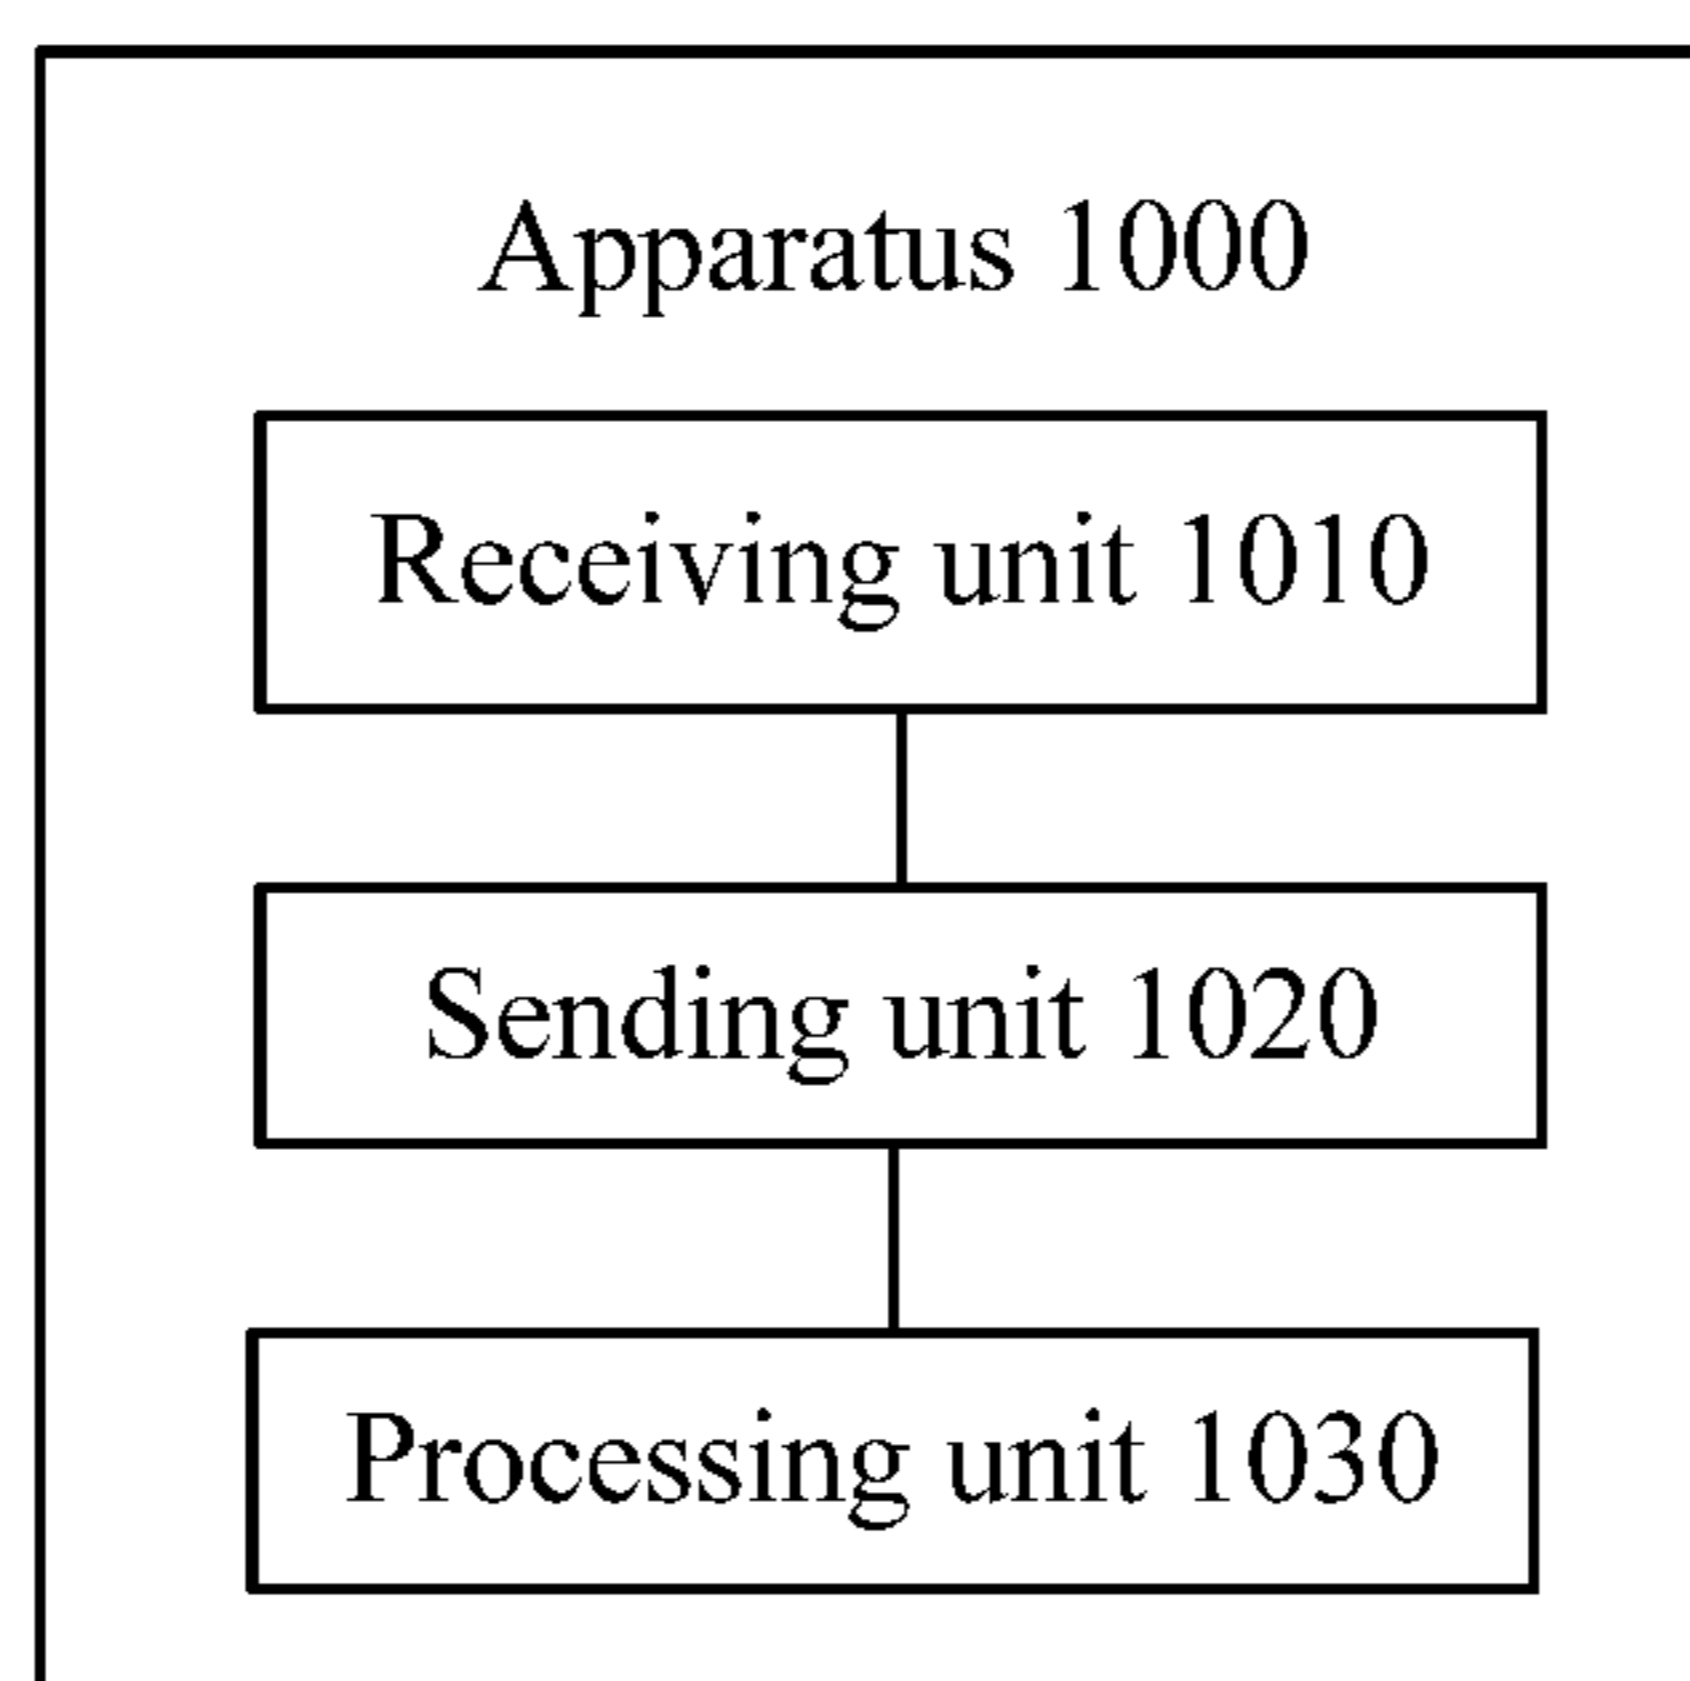 Apparatus 1000
Receiving unit 1010
Sending unit 1020
Processing unit 1030